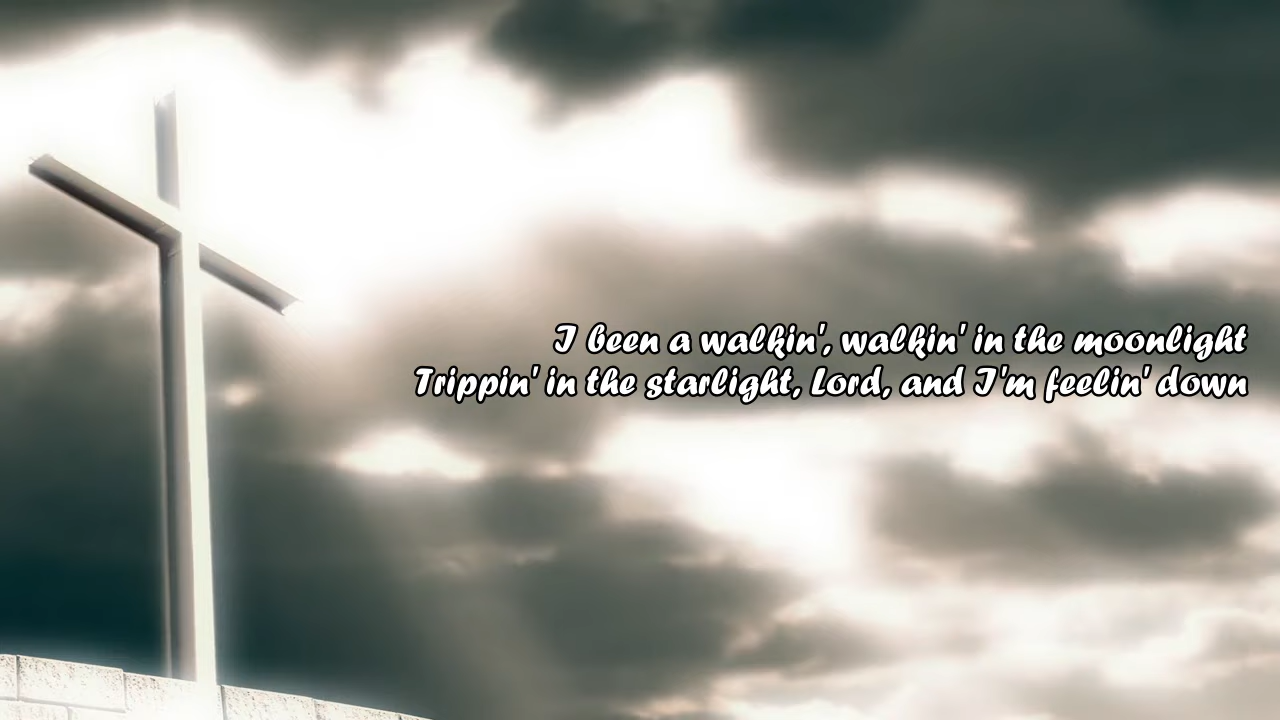 I been a walkin', walkin' in the moonlight
Trippin' in the starlight, Lord, and I'm feelin' down